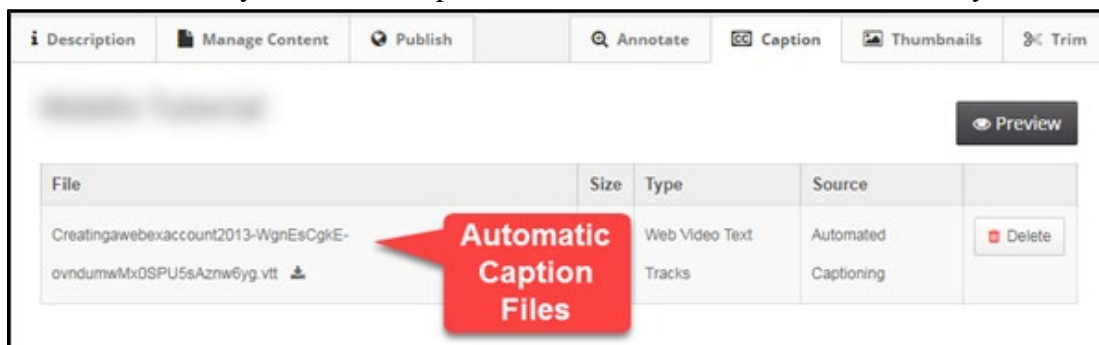 Description Manage Content Publish Annotate CC Caption Thumbnails Trim
Preview
File Size Type Source
Creatingawebexaccount2013-WgnEsCgkE- Web Video Text Automated Delete
ovndumwMx0SPU5sAznw6yg.vtt Tracks Captioning
Automatic
Caption
Files